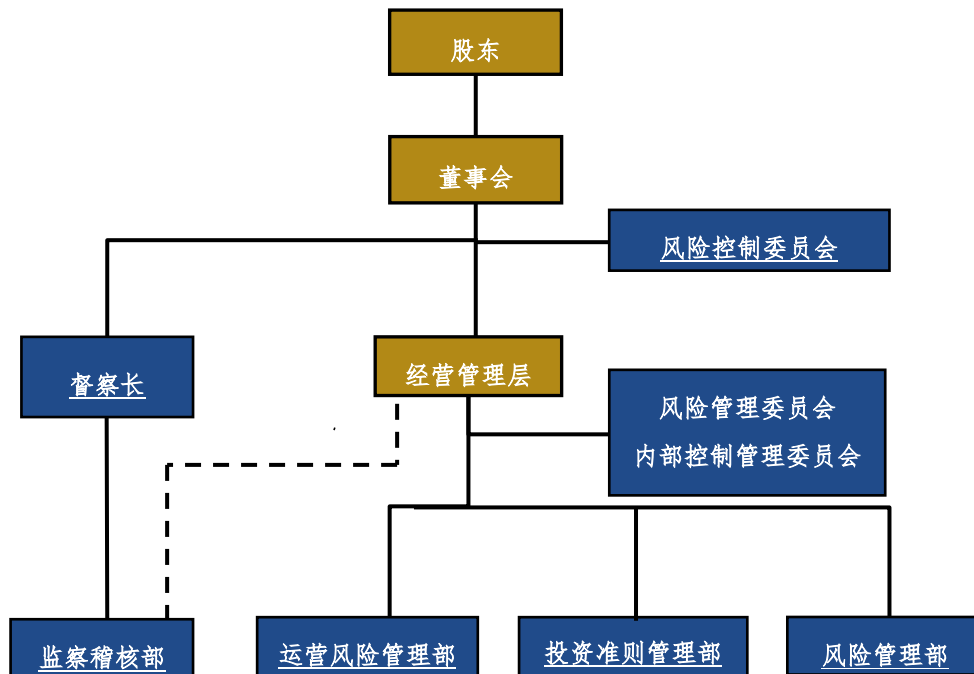 股东
董事会
风险控制委员会
督察长
经营管理层
风险管理委员会
内部控制管理委员会
监察稽核部
运营风险管理部
投资准则管理部
风险管理部